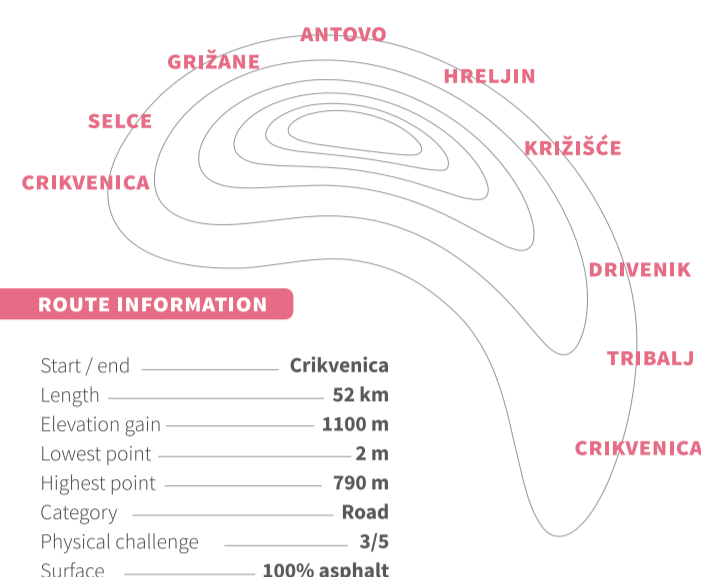 ANTOVO
GRIŽANE
HRELJIN
SELCE
KRIŽIŠĆE
CRIKVENICA
DRIVENIK
TRIBALJ
CRIKVENICA
ROUTE INFORMATION
Start / end Crikvenica
Length 52 km
Elevation gain 1100 m
Lowest point 2 m
Highest point 790 m
Category Road
Physical challenge 3/5
Surface 100% asphalt